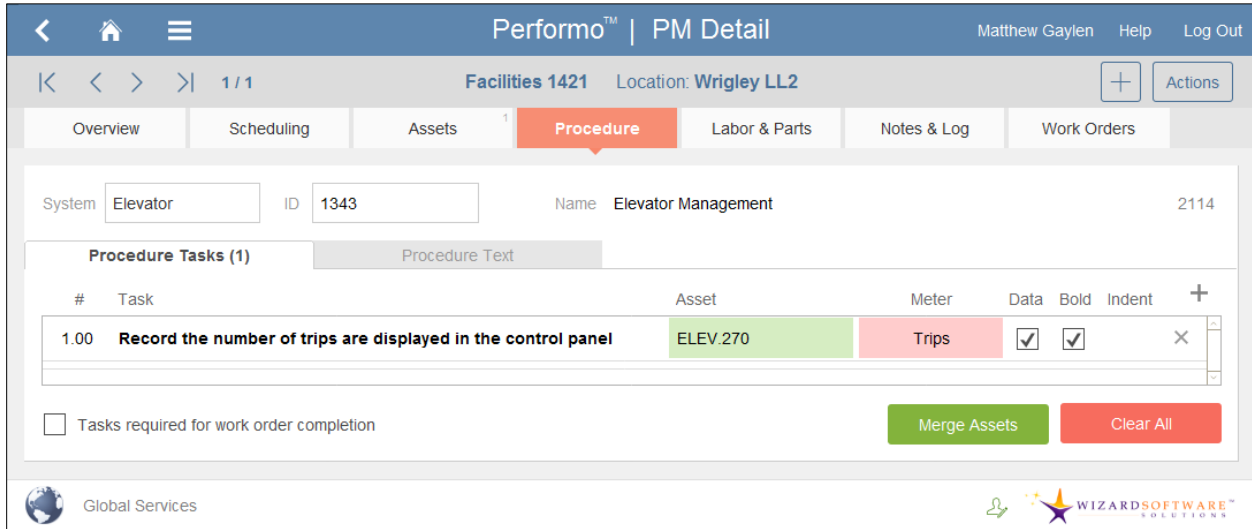 Performo™ | PM Detail Matthew Gaylen Help Log Out
1 / 1 Facilities 1421 Location: Wrigley LL2 Actions
Overview Scheduling Assets 1 Procedure Labor & Parts Notes & Log Work Orders
System Elevator ID 1343 Name Elevator Management 2114
Procedure Tasks (1) Procedure Text
# Task Asset Meter Data Bold Indent +
1.00 Record the number of trips are displayed in the control panel ELEV.270 Trips
Tasks required for work order completion Merge Assets Clear All
Global Services WIZARDSOFTWARE™
SOLUTIONS